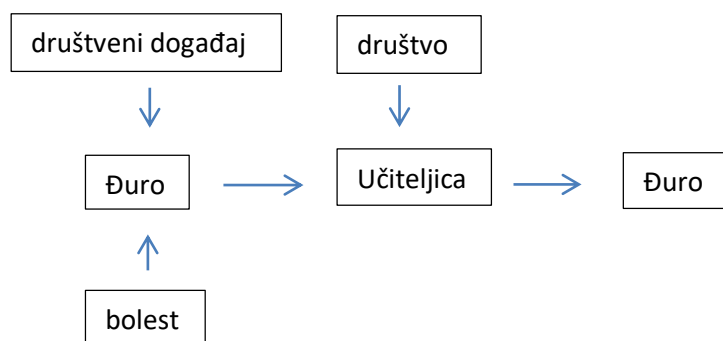 društveni događaj
društvo
Đuro
Učiteljica
Đuro
bolest